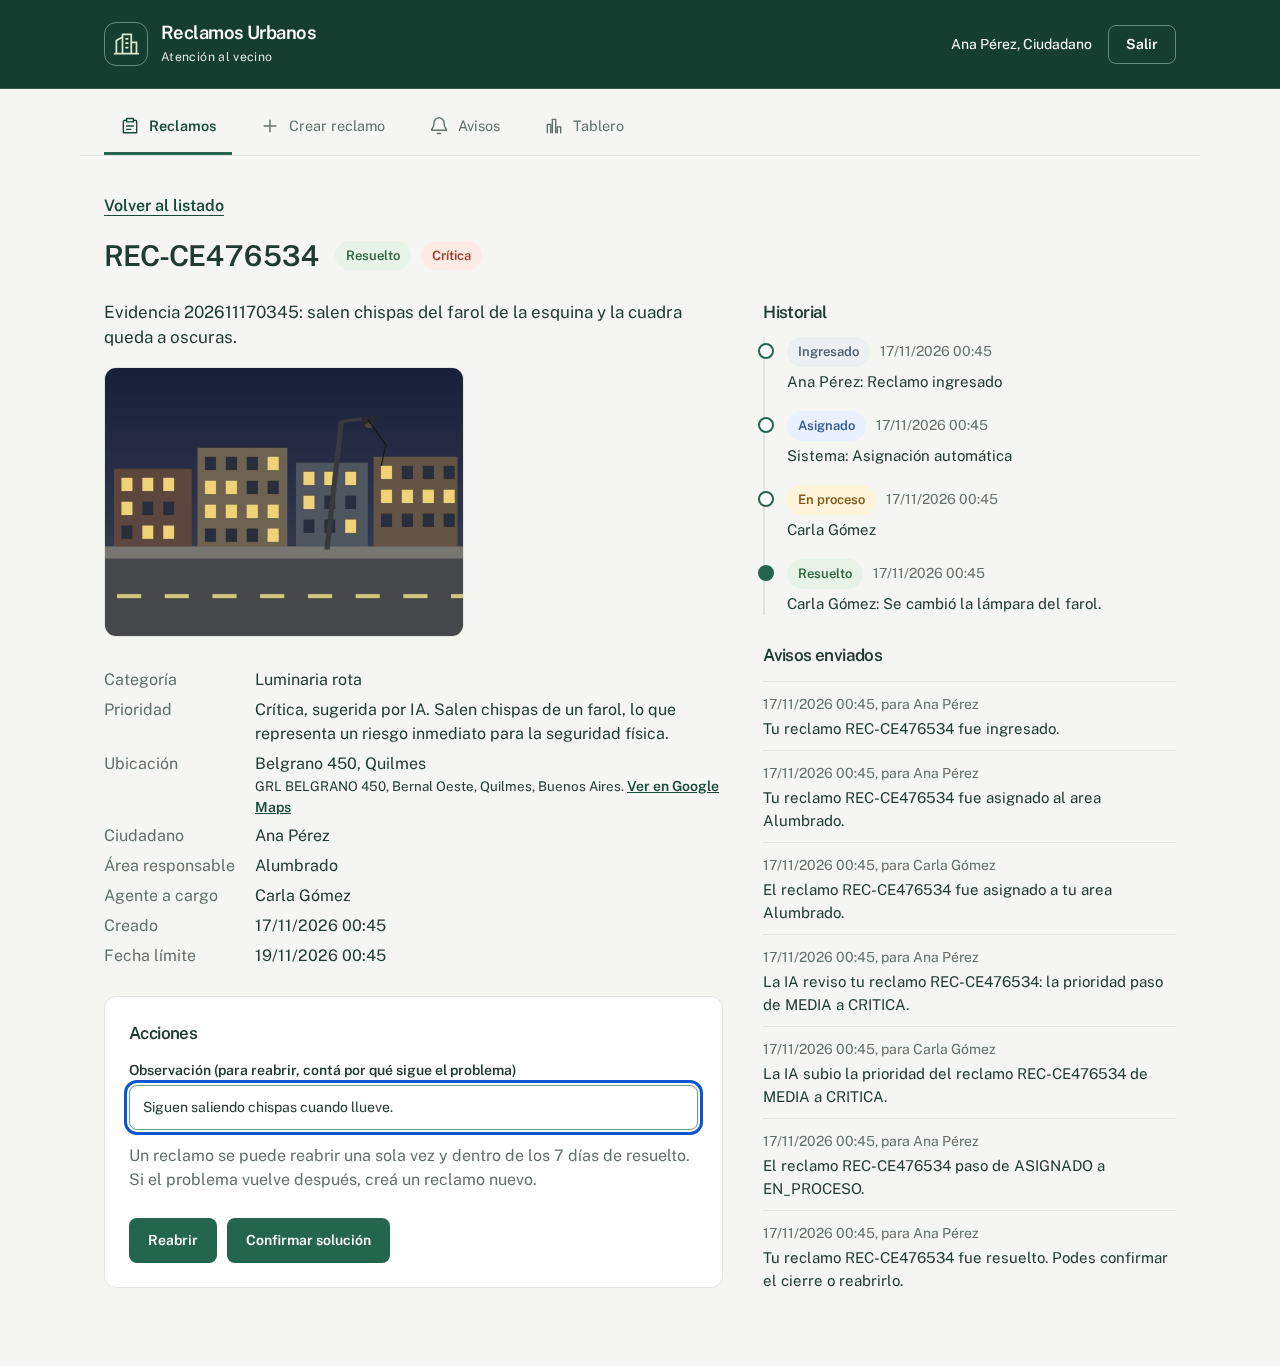 Reclamos Urbanos
Atención al vecino
Ana Pérez, Ciudadano
Salir
Reclamos
Crear reclamo
Avisos
Tablero
Volver al listado
REC-CE476534
Resuelto
Crítica
Evidencia 202611170345: salen chispas del farol de la esquina y la cuadra
queda a oscuras.
Categoría
Luminaria rota
Prioridad
Crítica, sugerida por IA. Salen chispas de un farol, lo que
representa un riesgo inmediato para la seguridad física.
Ubicación
Belgrano 450, Quilmes
GRL BELGRANO 450, Bernal Oeste, Quilmes, Buenos Aires. Ver en Google
Maps
Ciudadano
Ana Pérez
Área responsable
Alumbrado
Agente a cargo
Carla Gómez
Creado
17/11/2026 00:45
Fecha límite
19/11/2026 00:45
Acciones
Observación (para reabrir, contá por qué sigue el problema)
Siguen saliendo chispas cuando llueve.
Un reclamo se puede reabrir una sola vez y dentro de los 7 días de resuelto.
Si el problema vuelve después, creá un reclamo nuevo.
Reabrir
Confirmar solución
Historial
Ingresado
17/11/2026 00:45
Ana Pérez: Reclamo ingresado
Asignado
17/11/2026 00:45
Sistema: Asignación automática
En proceso
17/11/2026 00:45
Carla Gómez
Resuelto
17/11/2026 00:45
Carla Gómez: Se cambió la lámpara del farol.
Avisos enviados
17/11/2026 00:45, para Ana Pérez
Tu reclamo REC-CE476534 fue ingresado.
17/11/2026 00:45, para Ana Pérez
Tu reclamo REC-CE476534 fue asignado al area
Alumbrado.
17/11/2026 00:45, para Carla Gómez
El reclamo REC-CE476534 fue asignado a tu area
Alumbrado.
17/11/2026 00:45, para Ana Pérez
La IA reviso tu reclamo REC-CE476534: la prioridad paso
de MEDIA a CRITICA.
17/11/2026 00:45, para Carla Gómez
La IA subio la prioridad del reclamo REC-CE476534 de
MEDIA a CRITICA.
17/11/2026 00:45, para Ana Pérez
El reclamo REC-CE476534 paso de ASIGNADO a
EN_PROCESO.
17/11/2026 00:45, para Ana Pérez
Tu reclamo REC-CE476534 fue resuelto. Podes confirmar
el cierre o reabrirlo.